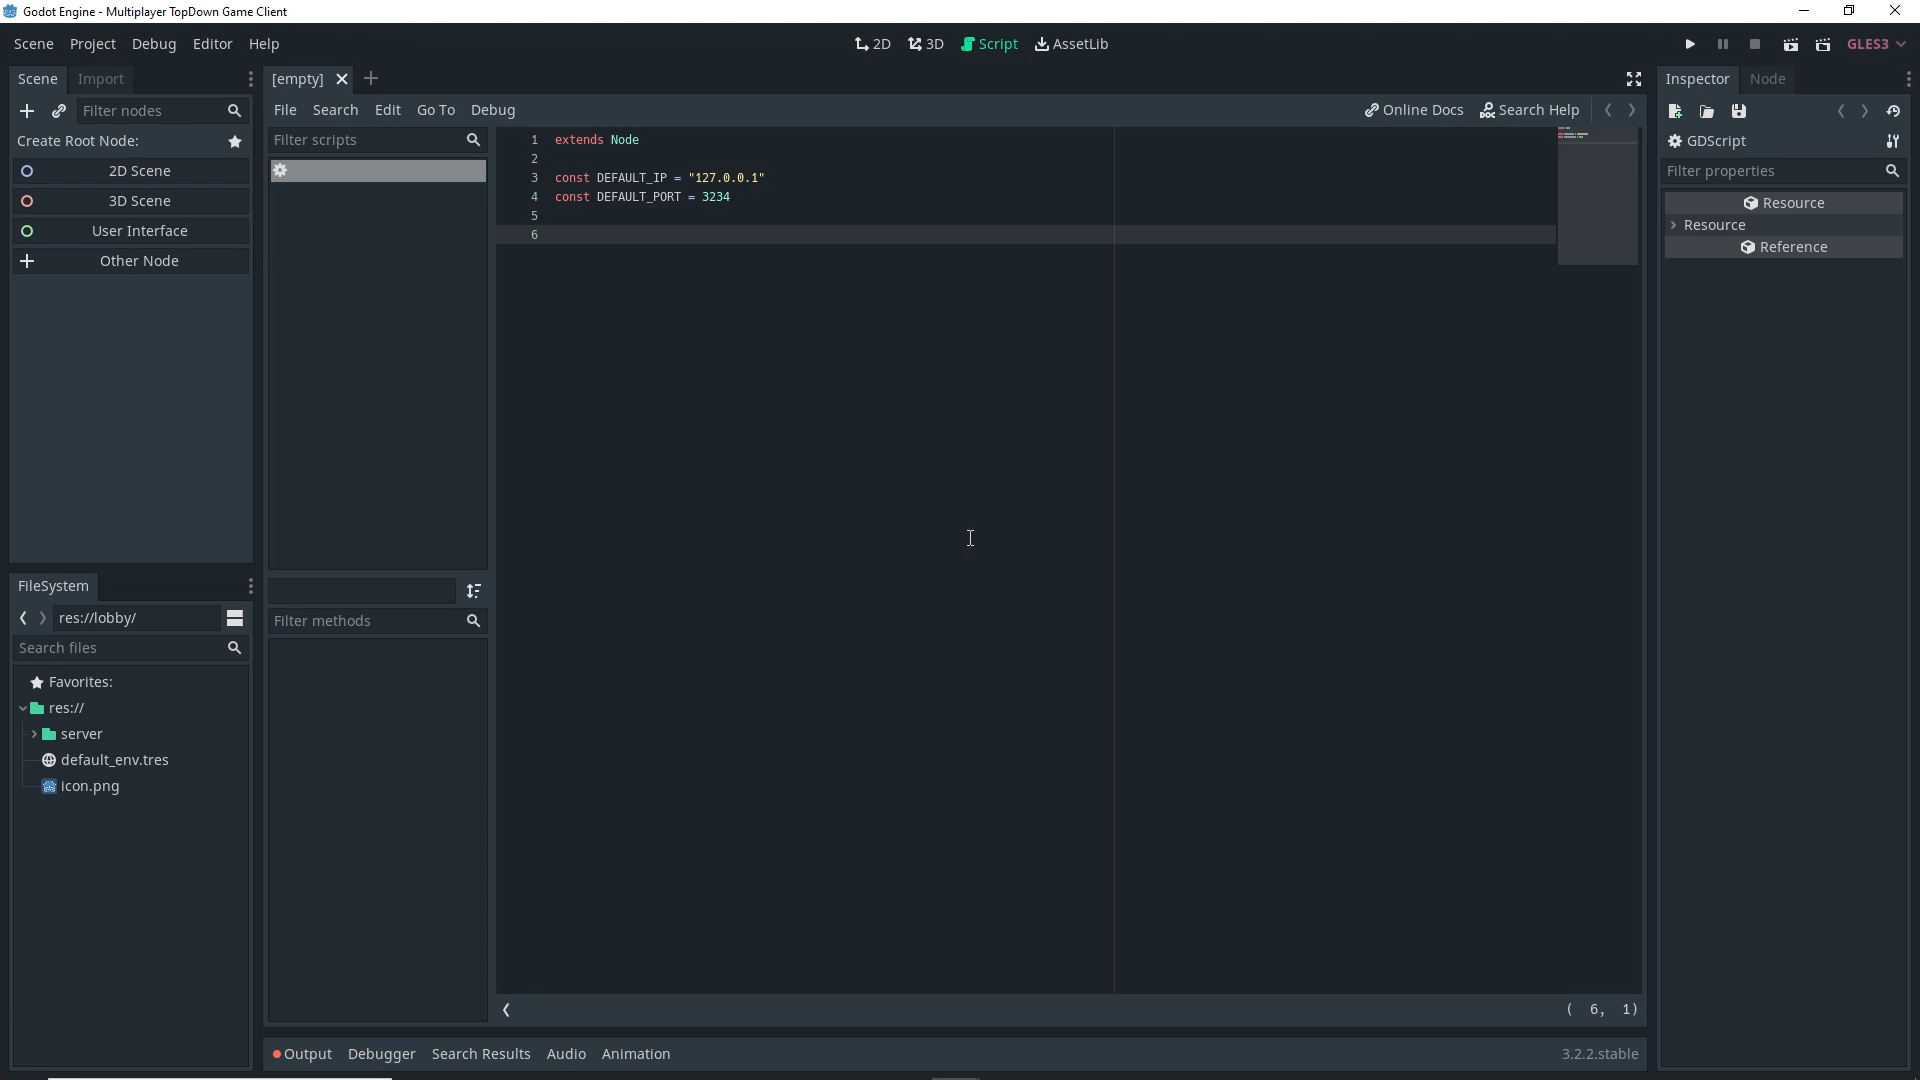 Godot Engine - Multiplayer TopDown Game Client
Scene Project Debug Editor Help
2D 3D Script AssetLib
GLES3
Scene Import
[empty]
Inspector Node
Filter nodes
File Search Edit Go To Debug
Online Docs Search Help
Create Root Node:
2D Scene
3D Scene
User Interface
Other Node
Filter scripts
1 extends Node
2
3 const DEFAULT_IP = "127.0.0.1"
4 const DEFAULT_PORT = 3234
5
6
GDScript
Filter properties
Resource
Resource
Reference
FileSystem
res://lobby/
Search files
Favorites:
res://
server
default_env.tres
icon.png
Filter methods
( 6, 1)
Output Debugger Search Results Audio Animation
3.2.2.stable